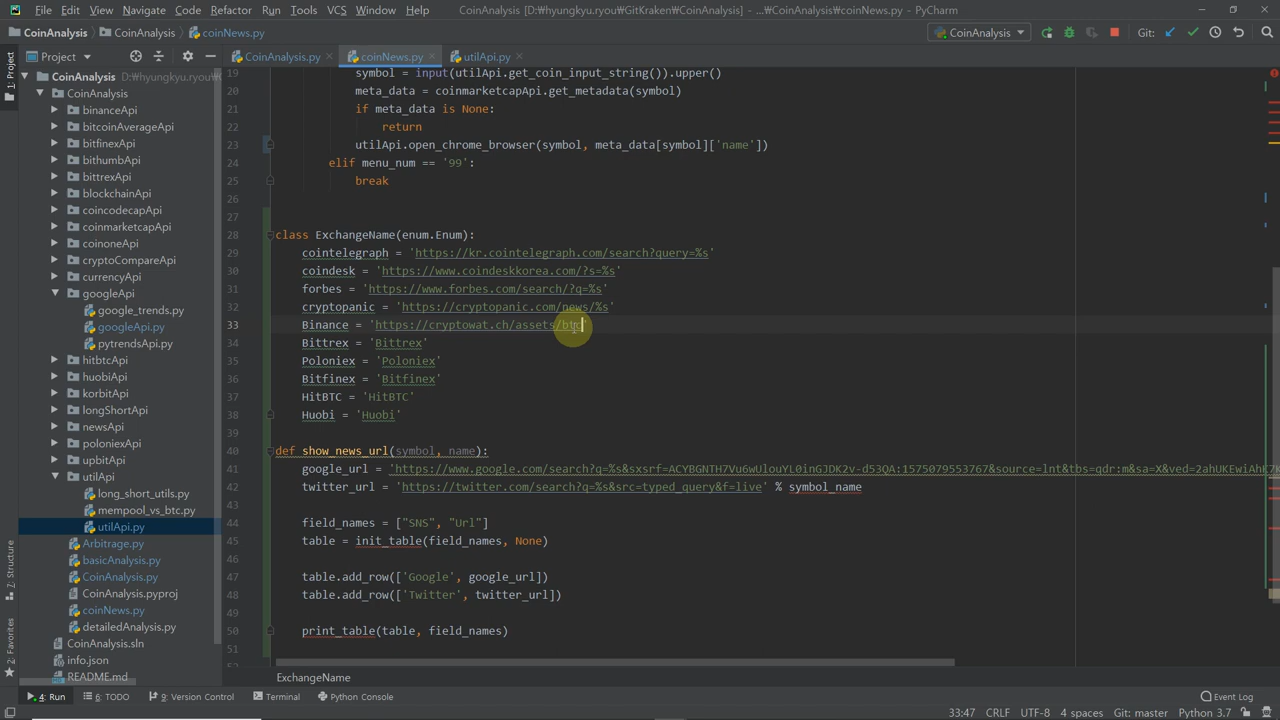 File Edit View Navigate Code Refactor Run Tools VCS Window Help
CoinAnalysis [D:₩hyungkyu.ryou₩GitKraken₩CoinAnalysis] - ...₩CoinAnalysis₩coinNews.py - PyCharm
CoinAnalysis CoinAnalysis coinNews.py
CoinAnalysis Git:
Project
CoinAnalysis.py coinNews.py utilApi.py
1: Project
CoinAnalysis D:₩hyungkyu.ryou
CoinAnalysis
binanceApi
bitcoinAverageApi
bitfinexApi
bithumbApi
bittrexApi
blockchainApi
coincodecapApi
coinmarketcapApi
coinoneApi
cryptoCompareApi
currencyApi
googleApi
google_trends.py
googleApi.py
pytrendsApi.py
hitbtcApi
huobiApi
korbitApi
longShortApi
newsApi
poloniexApi
upbitApi
utilApi
long_short_utils.py
mempool_vs_btc.py
utilApi.py
Arbitrage.py
basicAnalysis.py
CoinAnalysis.py
CoinAnalysis.pyproj
coinNews.py
detailedAnalysis.py
CoinAnalysis.sln
info.json
README.md
7: Structure
2: Favorites
19 symbol = input(utilApi.get_coin_input_string()).upper()
20 meta_data = coinmarketcapApi.get_metadata(symbol)
21 if meta_data is None:
22 return
23 utilApi.open_chrome_browser(symbol, meta_data[symbol]['name'])
24 elif menu_num == '99':
25 break
26
27
28 class ExchangeName(enum.Enum):
29 cointelegraph = 'https://kr.cointelegraph.com/search?query=%s'
30 coindesk = 'https://www.coindeskkorea.com/?s=%s'
31 forbes = 'https://www.forbes.com/search/?q=%s'
32 cryptopanic = 'https://cryptopanic.com/news/%s'
33 Binance = 'https://cryptowat.ch/assets/btc'
34 Bittrex = 'Bittrex'
35 Poloniex = 'Poloniex'
36 Bitfinex = 'Bitfinex'
37 HitBTC = 'HitBTC'
38 Huobi = 'Huobi'
39
40 def show_news_url(symbol, name):
41 google_url = 'https://www.google.com/search?q=%s&sxsrf=ACYBGNTH7Vu6wUlouYL0inGJDK2v-d53QA:1575079553767&source=lnt&tbs=qdr:m&sa=X&ved=2ahUKEwiAhK7K
42 twitter_url = 'https://twitter.com/search?q=%s&src=typed_query&f=live' % symbol_name
43
44 field_names = ["SNS", "Url"]
45 table = init_table(field_names, None)
46
47 table.add_row(['Google', google_url])
48 table.add_row(['Twitter', twitter_url])
49
50 print_table(table, field_names)
51
52
ExchangeName
4: Run 6: TODO 9: Version Control Terminal Python Console Event Log
33:47 CRLF UTF-8 4 spaces Git: master Python 3.7